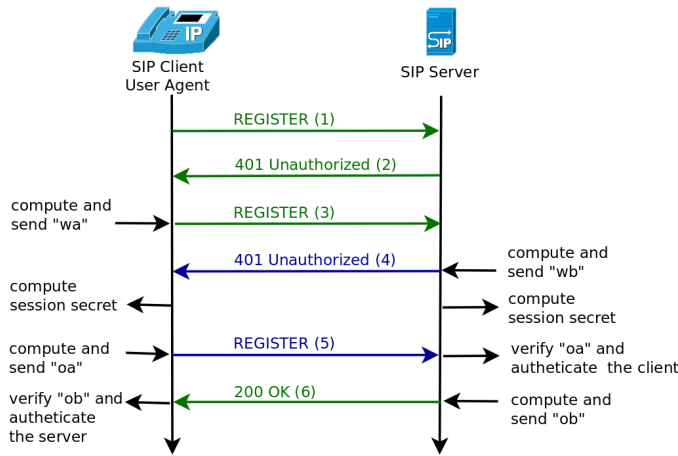 IP
SIP
SIP Client
User Agent
SIP Server
REGISTER (1)
401 Unauthorized (2)
compute and
send "wa"
REGISTER (3)
401 Unauthorized (4)
compute and
send "wb"
compute
session secret
compute
session secret
compute and
send "oa"
REGISTER (5)
verify "oa" and
autheticate  the client
verify "ob" and
autheticate
the server
200 OK (6)
compute and
send "ob"